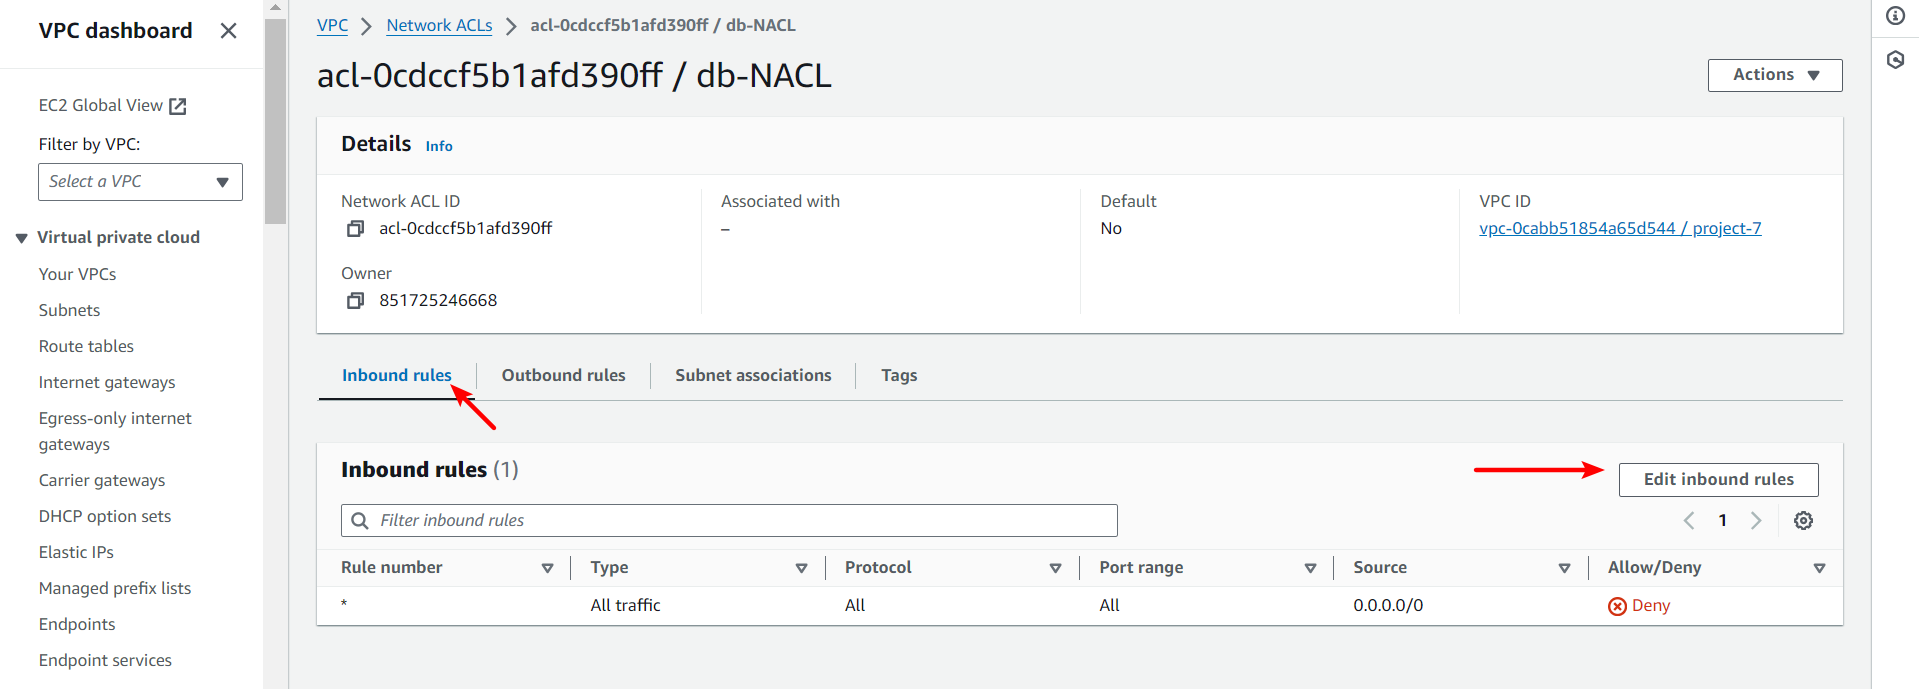 VPC dashboard
EC2 Global View
Filter by VPC:
Select a VPC
Virtual private cloud
Your VPCs
Subnets
Route tables
Internet gateways
Egress-only internet
gateways
Carrier gateways
DHCP option sets
Elastic IPs
Managed prefix lists
Endpoints
Endpoint services
VPC > Network ACLs > acl-0cdccf5b1afd390ff / db-NACL
acl-0cdccf5b1afd390ff / db-NACL
Actions
Details Info
Network ACL ID
acl-0cdccf5b1afd390ff
Owner
851725246668
Associated with
–
Default
No
VPC ID
vpc-0cabb51854a65d544 / project-7
Inbound rules Outbound rules Subnet associations Tags
Inbound rules (1)
Edit inbound rules
Filter inbound rules
1
Rule number Type Protocol Port range Source Allow/Deny
* All traffic All All 0.0.0.0/0 Deny